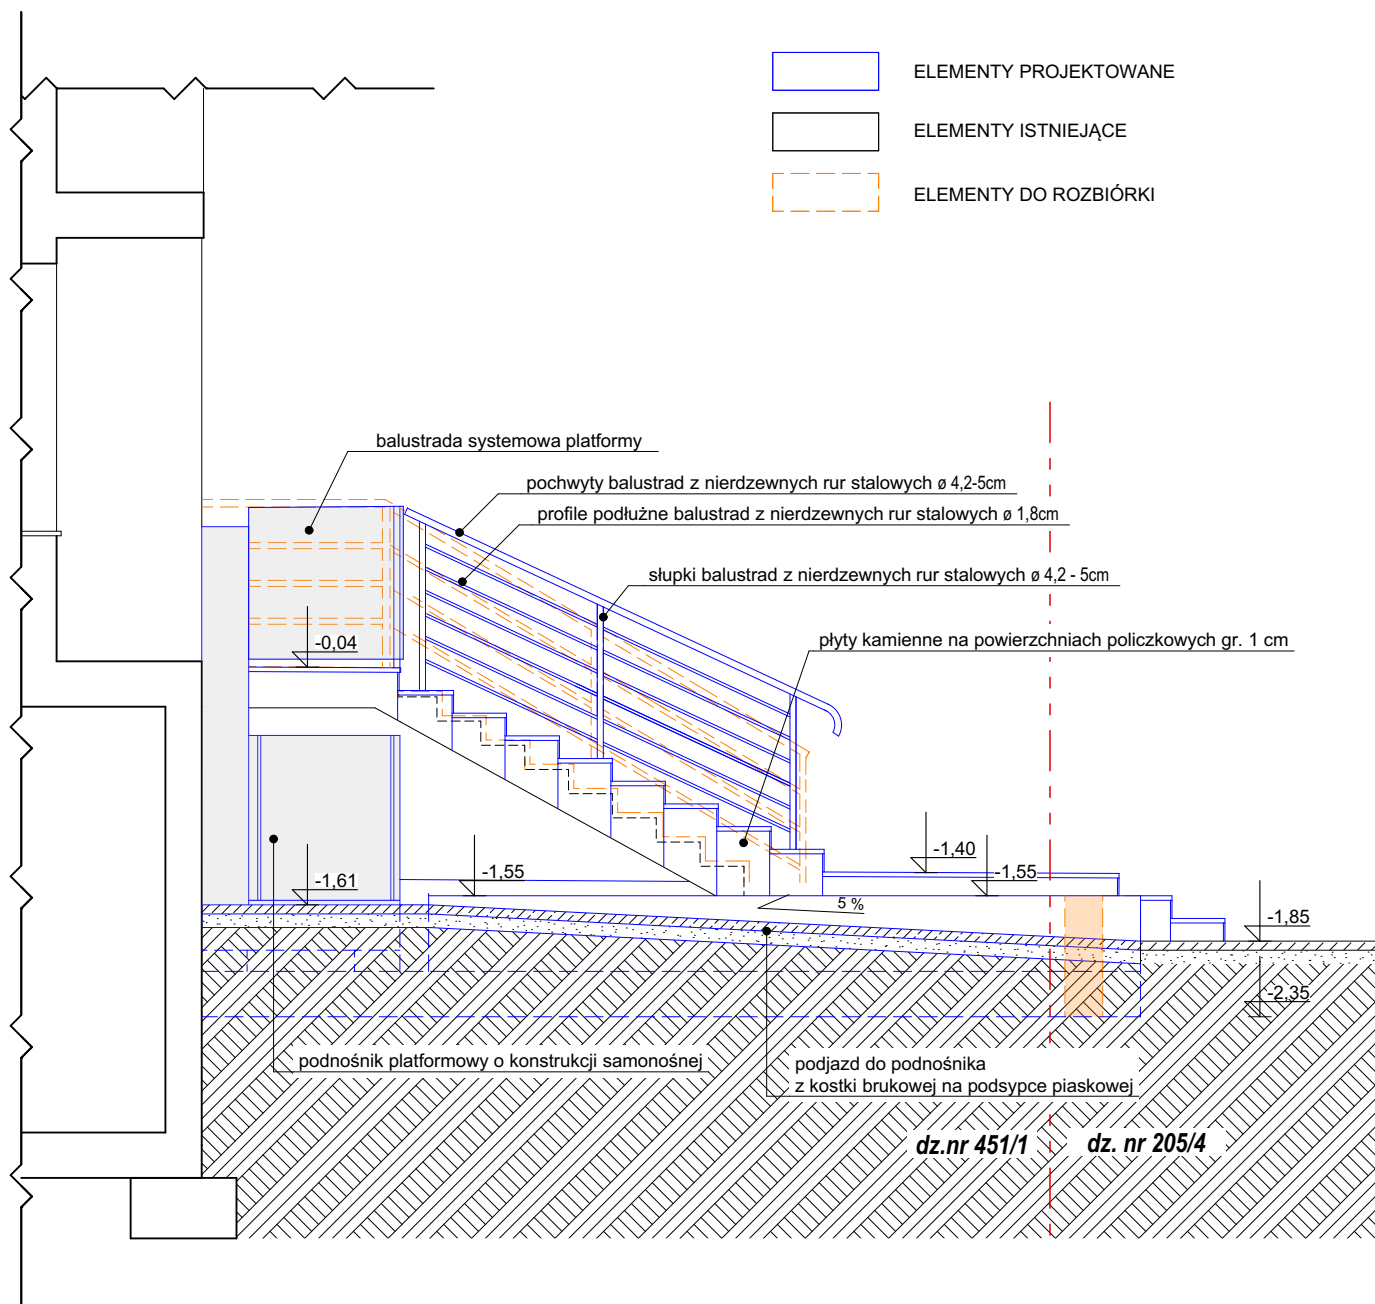 ELEMENTY PROJEKTOWANE
ELEMENTY ISTNIEJĄCE
ELEMENTY DO ROZBIÓRKI
balustrada systemowa platformy
pochwyty balustrad z nierdzewnych rur stalowych ø 4,2-5cm
profile podłużne balustrad z nierdzewnych rur stalowych ø 1,8cm
słupki balustrad z nierdzewnych rur stalowych ø 4,2 - 5cm
płyty kamienne na powierzchniach policzkowych gr. 1 cm
-0,04
-1,40
-1,55
-1,55
-1,61
5 %
-1,85
-2,35
podnośnik platformowy o konstrukcji samonośnej
podjazd do podnośnika
z kostki brukowej na podsypce piaskowej
dz.nr 451/1
dz. nr 205/4